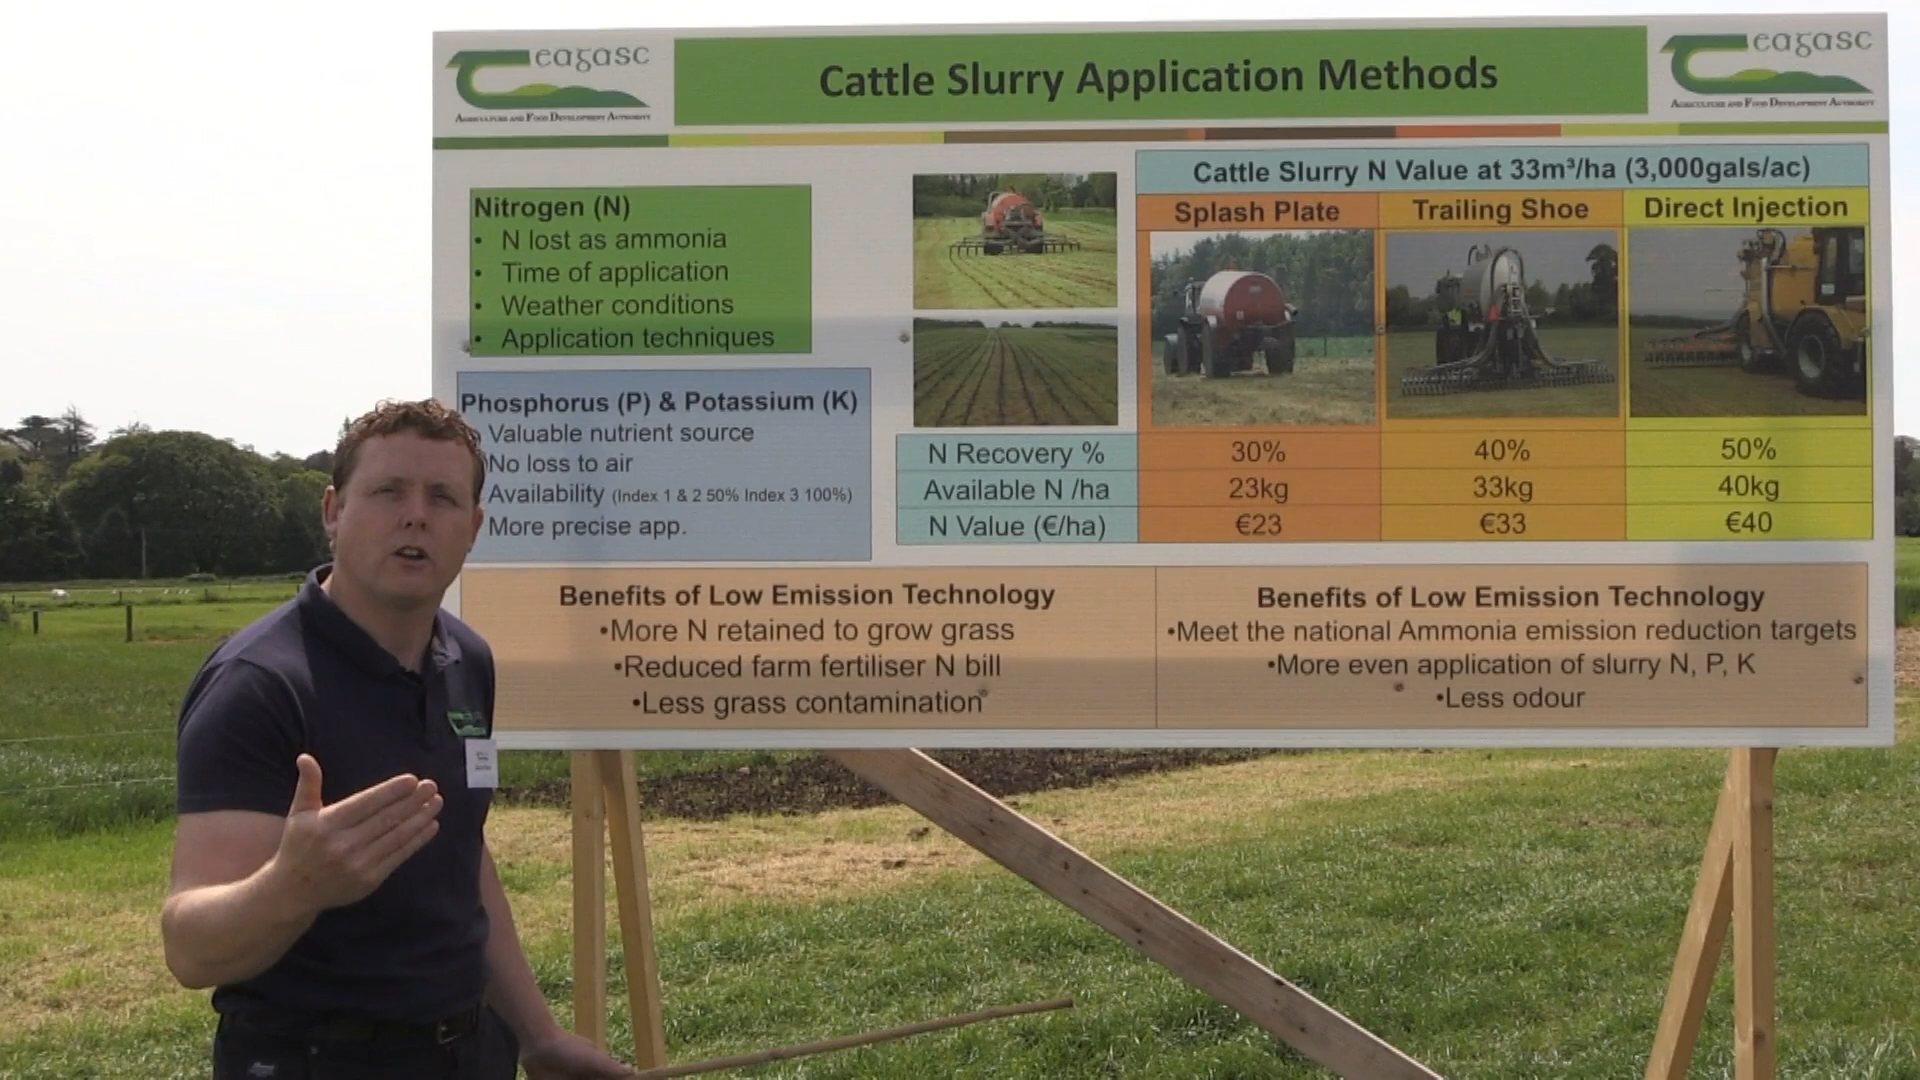 eagasc
AGRICULTURE AND FOOD DEVELOPMENT AUTHORITY
Cattle Slurry Application Methods
eagasc
AGRICULTURE AND FOOD DEVELOPMENT AUTHORITY
Nitrogen (N)
• N lost as ammonia
• Time of application
• Weather conditions
• Application techniques
Phosphorus (P) & Potassium (K)
Valuable nutrient source
No loss to air
Availability (Index 1 & 2 50% Index 3 100%)
More precise app.
Cattle Slurry N Value at 33m³/ha (3,000gals/ac)
Splash Plate Trailing Shoe Direct Injection
N Recovery % 30% 40% 50%
Available N /ha 23kg 33kg 40kg
N Value (€/ha) €23 €33 €40
Benefits of Low Emission Technology
•More N retained to grow grass
•Reduced farm fertiliser N bill
•Less grass contamination
Benefits of Low Emission Technology
•Meet the national Ammonia emission reduction targets
•More even application of slurry N, P, K
•Less odour